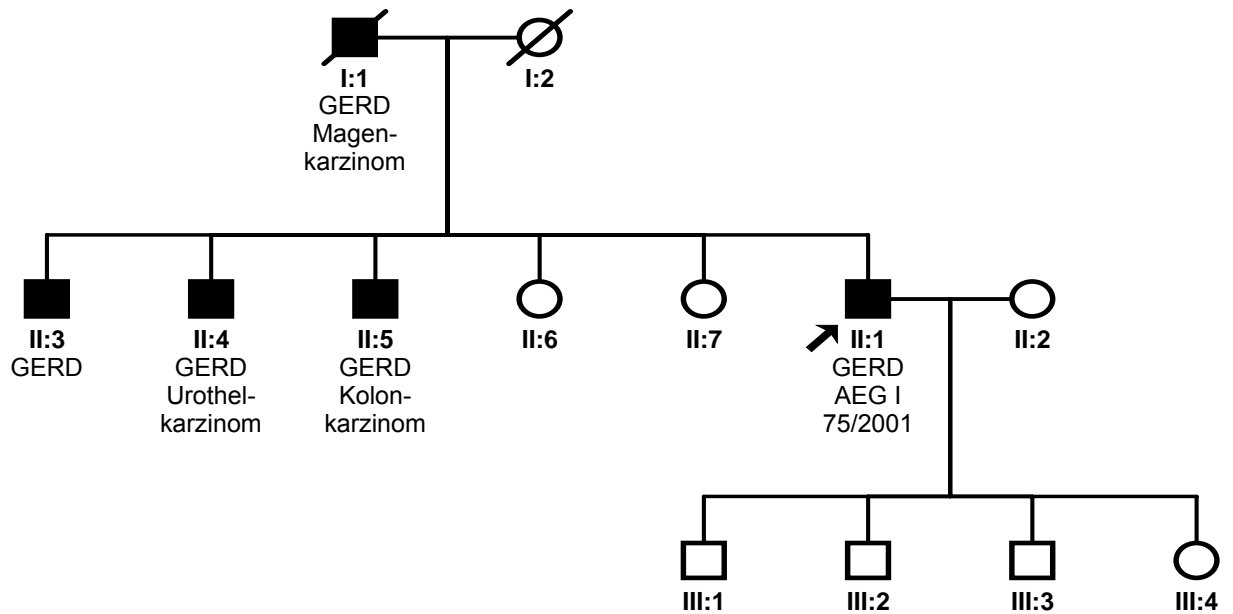 I:1
GERD
Magen-
karzinom
I:2
II:3
GERD
II:4
GERD
Urothel-
karzinom
II:5
GERD
Kolon-
karzinom
II:6
II:7
II:1
GERD
AEG I
75/2001
II:2
III:1
III:2
III:3
III:4